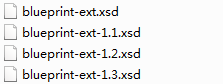 blueprint-ext.xsd
blueprint-ext-1.1.xsd
blueprint-ext-1.2.xsd
blueprint-ext-1.3.xsd